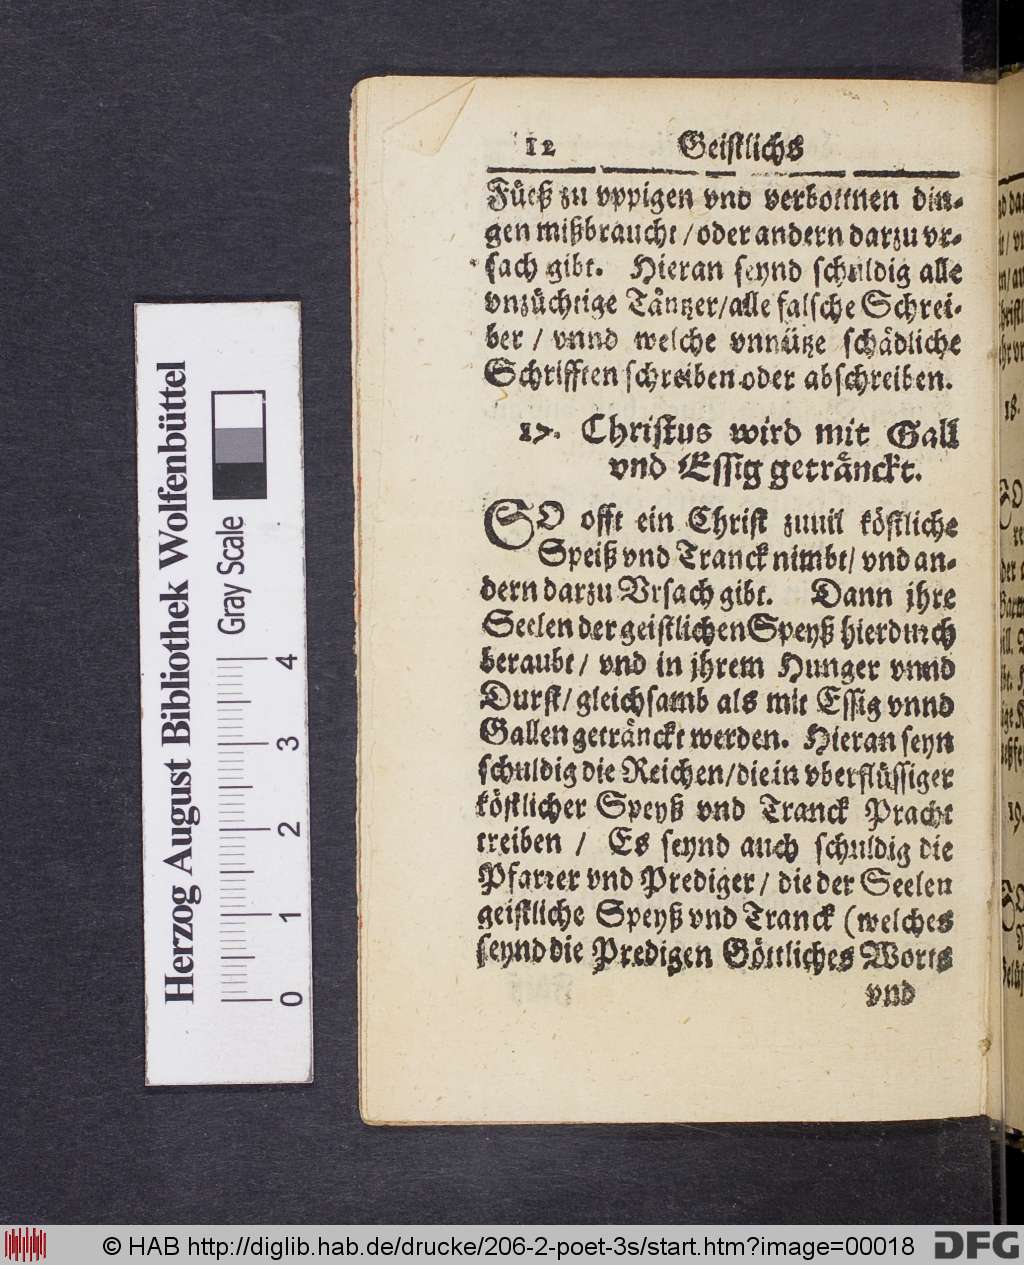 12 Geistlichs
Füeß zu vppigen vnd verbottnen din-
gen mißbraucht / oder andern darzu vr-
sach gibt. Hieran seynd schuldig alle
vnzüchtige Täntzer / alle falsche Schrei-
ber / vnnd welche vnnütze schädliche
Schrifften schreiben oder abschreiben.
17. Christus wird mit Gall
vnd Essig getränckt.
SO offt ein Christ zuuil köstliche
Speiß vnd Tranck nimbt / vnd an-
dern darzu Vrsach gibt. Dann jhre
Seelen der geistlichen Speyß hierdurch
beraubt / vnd in jhrem Hunger vnnd
Durst / gleichsamb als mit Essig vnnd
Gallen getränckt werden. Hieran seyn
schuldig die Reichen / die in vberflüssiger
köstlicher Speyß vnd Tranck Pracht
treiben / Es seynd auch schuldig die
Pfarrer vnd Prediger / die der Seelen
geistliche Speyß vnd Tranck (welches
seynd die Predigen Göttliches Worts
vnd
Herzog August Bibliothek Wolfenbüttel
Gray Scale
0 1 2 3 4
© HAB http://diglib.hab.de/drucke/206-2-poet-3s/start.htm?image=00018
DFG